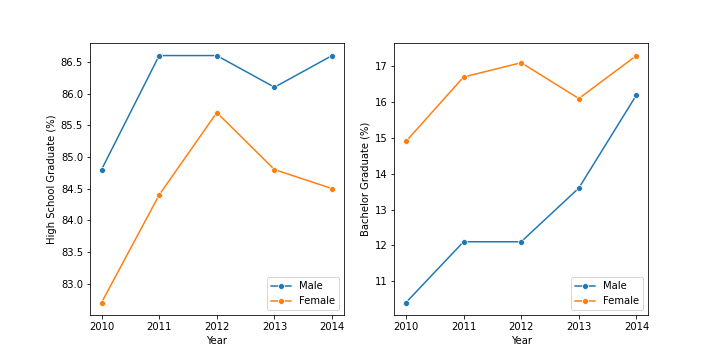 High School Graduate (%)
86.5
86.0
85.5
85.0
84.5
84.0
83.5
83.0
2010 2011 2012 2013 2014
Year
Male
Female
Bachelor Graduate (%)
17
16
15
14
13
12
11
2010 2011 2012 2013 2014
Year
Male
Female